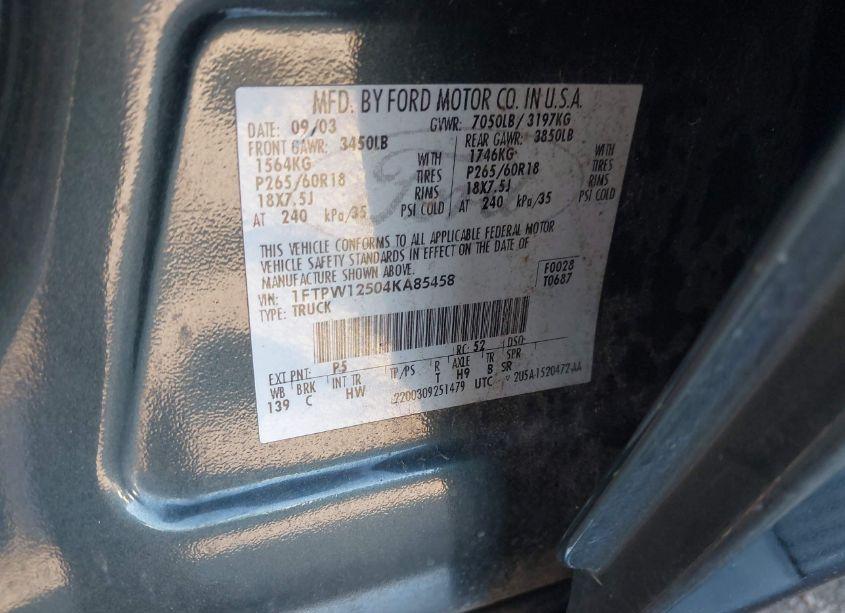 MFD. BY FORD MOTOR CO. IN U.S.A.
DATE: 09/03 GVWR: 7050LB/ 3197KG
FRONT GAWR: 3450LB REAR GAWR: 3850LB
1564KG WITH 1746KG WITH
P265/60R18 TIRES P265/60R18 TIRES
18X7.5J RIMS 18X7.5J RIMS
AT 240 kPa/35 PSI COLD AT 240 kPa/35 PSI COLD
THIS VEHICLE CONFORMS TO ALL APPLICABLE FEDERAL MOTOR
VEHICLE SAFETY STANDARDS IN EFFECT ON THE DATE OF
MANUFACTURE SHOWN ABOVE.
VIN: 1FTPW12504KA85458 F0028
TYPE: TRUCK T0687
EXT PNT: P5 RC: 52 DSO:
WB BRK INT TR TP/PS R AXLE TR SPR
139 C HW T H9 B SR
2200309251479 UTC V 2U5A-1520472-AA
Ford